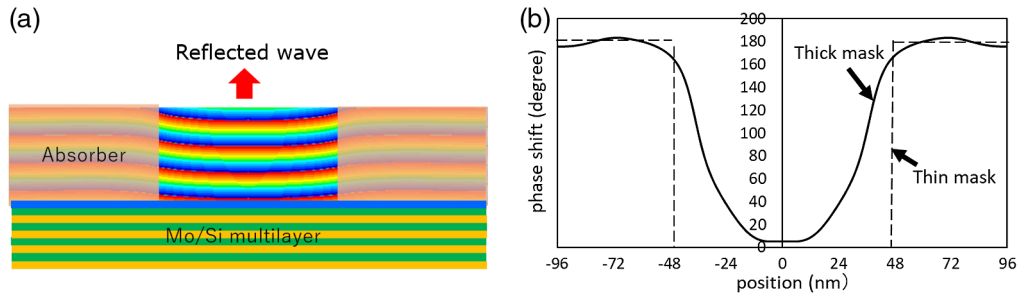 (a)
Reflected wave
Absorber
Mo/Si multilayer
(b)
phase shift (degree)
200
180
160
140
120
100
80
60
40
20
0
Thick mask
Thin mask
-96 -72 -48 -24 0 24 48 72 96
position (nm)